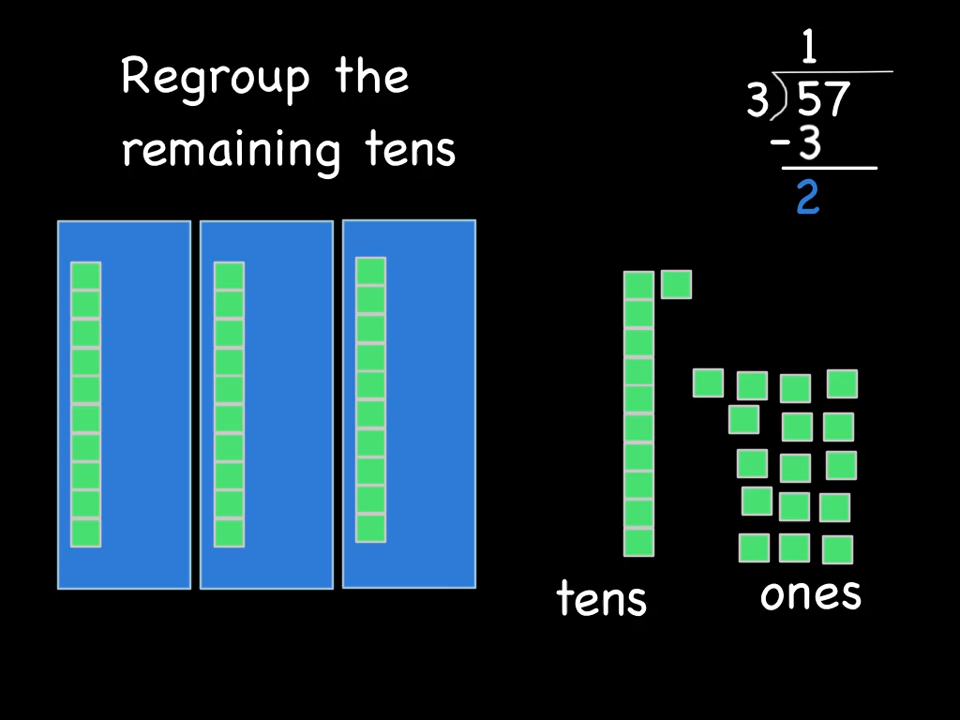 Regroup the
remaining tens
1
3)57
-3
2
tens
ones